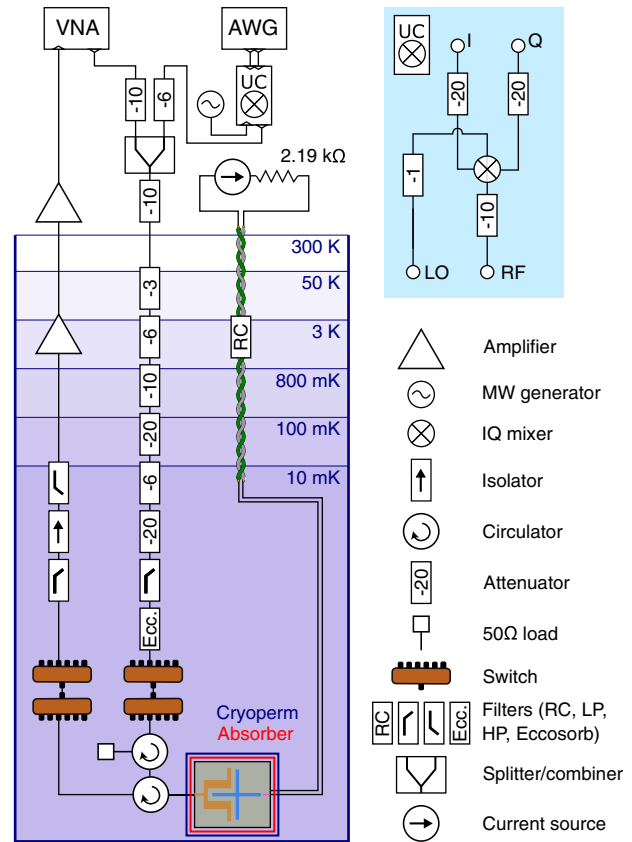 VNA
AWG
UC
-10
-6
2.19 kΩ
-10
300 K
-3
50 K
-6
RC
3 K
-10
800 mK
-20
100 mK
-6
10 mK
-20
Ecc.
Cryoperm
Absorber
UC
I
Q
-20
-20
-1
-10
LO
RF
Amplifier
MW generator
IQ mixer
Isolator
Circulator
-20
Attenuator
50Ω load
Switch
RC
Ecc.
Filters (RC, LP,
HP, Eccosorb)
Splitter/combiner
Current source